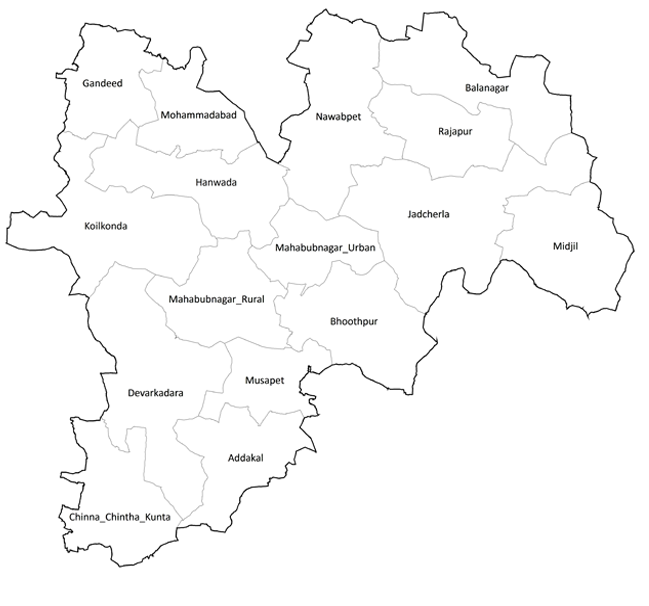 Gandeed
Balanagar
Mohammadabad
Nawabpet
Rajapur
Hanwada
Jadcherla
Koilkonda
Mahabubnagar_Urban
Midjil
Mahabubnagar_Rural
Bhoothpur
Musapet
Devarkadara
Addakal
Chinna_Chintha_Kunta